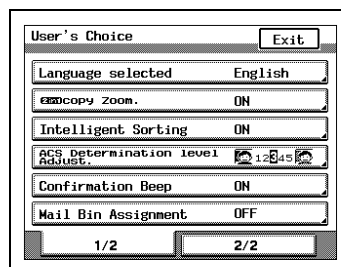 User's Choice
Exit
Language selected English
copy Zoom. ON
Intelligent Sorting ON
ACS Determination level
Adjust. 12345
Confirmation Beep ON
Mail Bin Assignment OFF
1/2 2/2